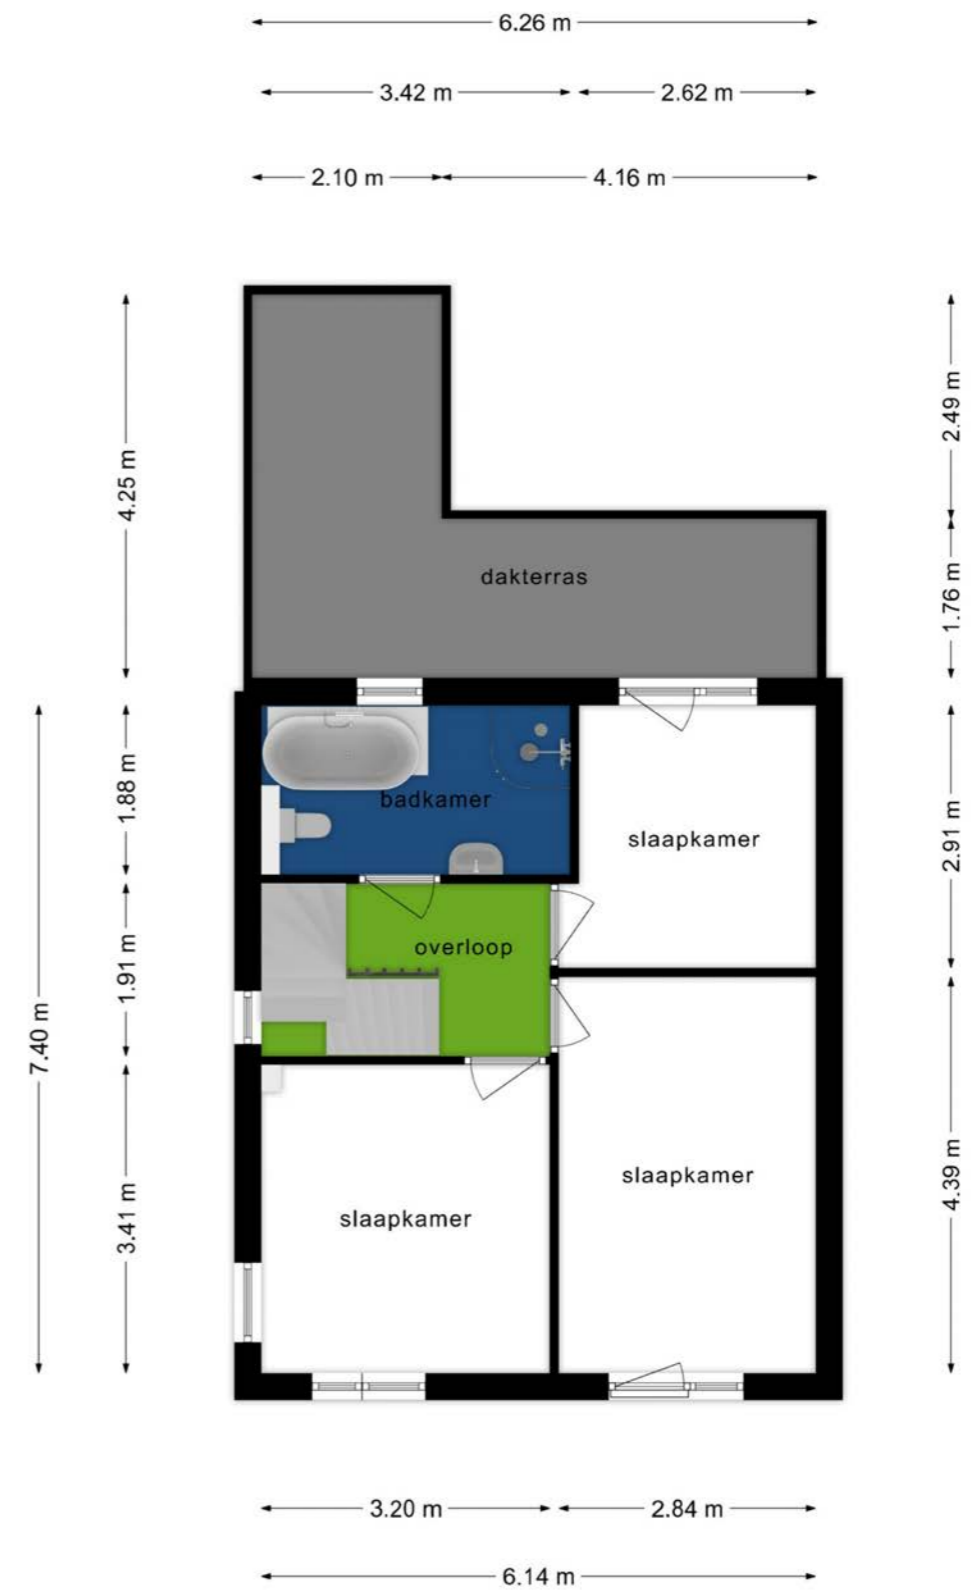 6.26 m
3.42 m
2.62 m
2.10 m
4.16 m
4.25 m
2.49 m
1.76 m
dakterras
7.40 m
1.88 m
1.91 m
3.41 m
badkamer
slaapkamer
2.91 m
overloop
slaapkamer
slaapkamer
4.39 m
3.20 m
2.84 m
6.14 m